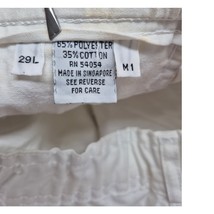 65% POLYESTER
35% COTTON
RN 54054
MADE IN SINGAPORE
SEE REVERSE
FOR CARE
29L
M1